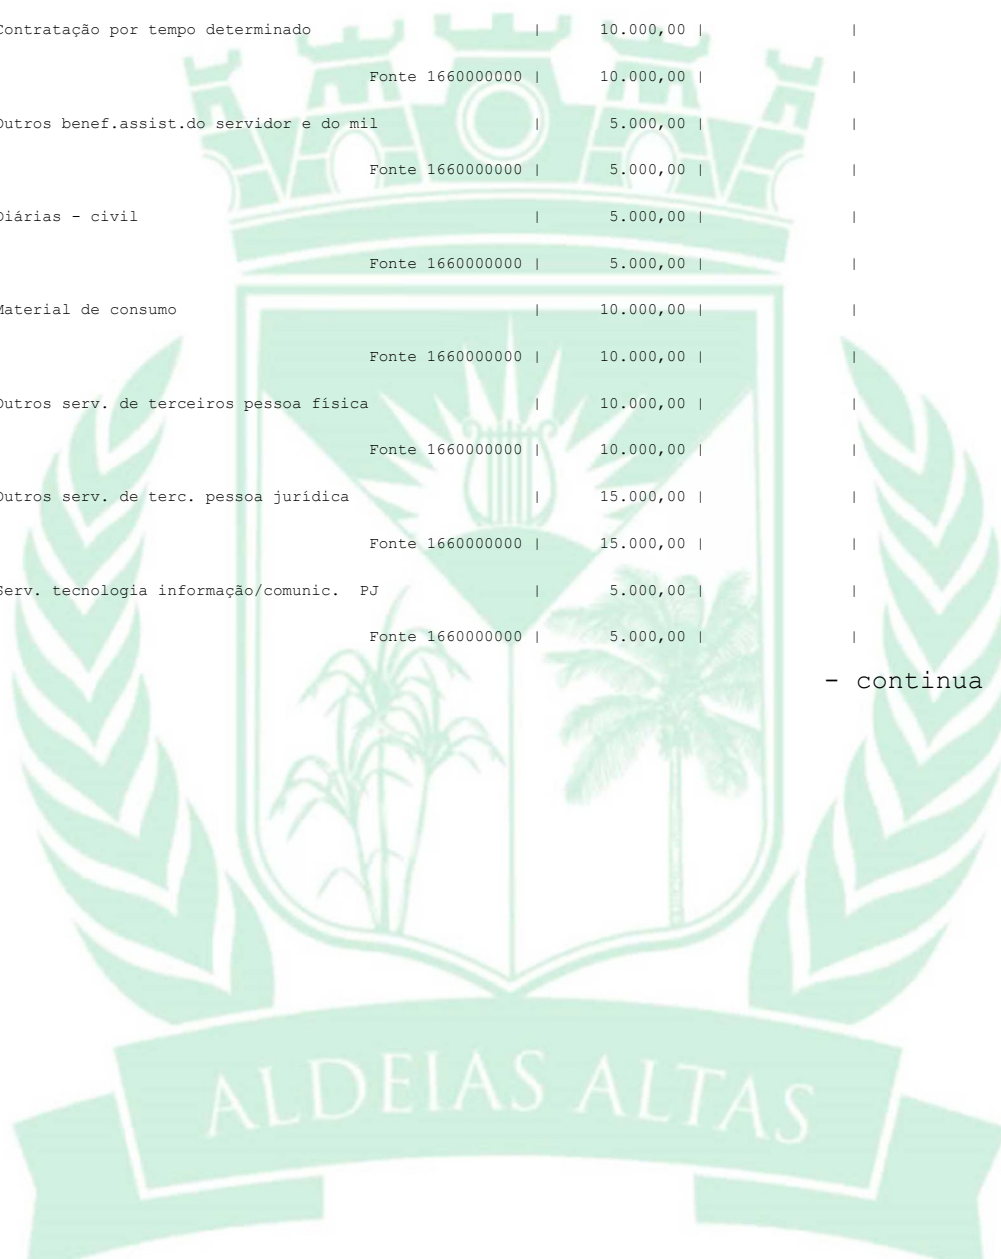 Contratação por tempo determinado | 10.000,00 | |
Fonte 1660000000 | 10.000,00 | |
Outros benef.assist.do servidor e do mil | 5.000,00 | |
Fonte 1660000000 | 5.000,00 | |
Diárias - civil | 5.000,00 | |
Fonte 1660000000 | 5.000,00 | |
Material de consumo | 10.000,00 | |
Fonte 1660000000 | 10.000,00 | |
Outros serv. de terceiros pessoa física | 10.000,00 | |
Fonte 1660000000 | 10.000,00 | |
Outros serv. de terc. pessoa jurídica | 15.000,00 | |
Fonte 1660000000 | 15.000,00 | |
Serv. tecnologia informação/comunic. PJ | 5.000,00 | |
Fonte 1660000000 | 5.000,00 | |
- continua
ALDEIAS ALTAS